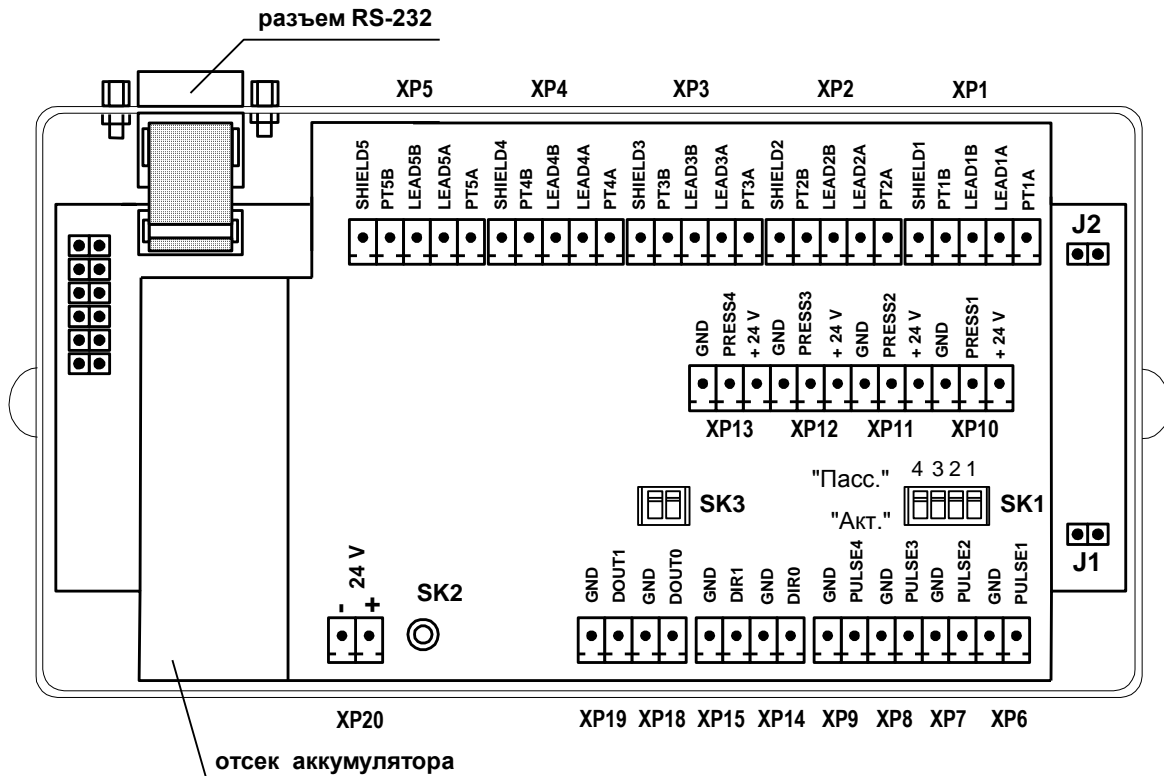 разъем RS-232
XP5 XP4 XP3 XP2 XP1
SHIELD5 PT5B LEAD5B LEAD5A PT5A SHIELD4 PT4B LEAD4B LEAD4A PT4A SHIELD3 PT3B LEAD3B LEAD3A PT3A SHIELD2 PT2B LEAD2B LEAD2A PT2A SHIELD1 PT1B LEAD1B LEAD1A PT1A
J2
GND PRESS4 + 24 V GND PRESS3 + 24 V GND PRESS2 + 24 V GND PRESS1 + 24 V
XP13 XP12 XP11 XP10
"Пасс." 4 3 2 1
SK3 SK1
"Акт."
J1
24 V
- +
SK2
GND DOUT1 GND DOUT0 GND DIR1 GND DIR0 GND PULSE4 GND PULSE3 GND PULSE2 GND PULSE1
XP20 XP19 XP18 XP15 XP14 XP9 XP8 XP7 XP6
отсек аккумулятора